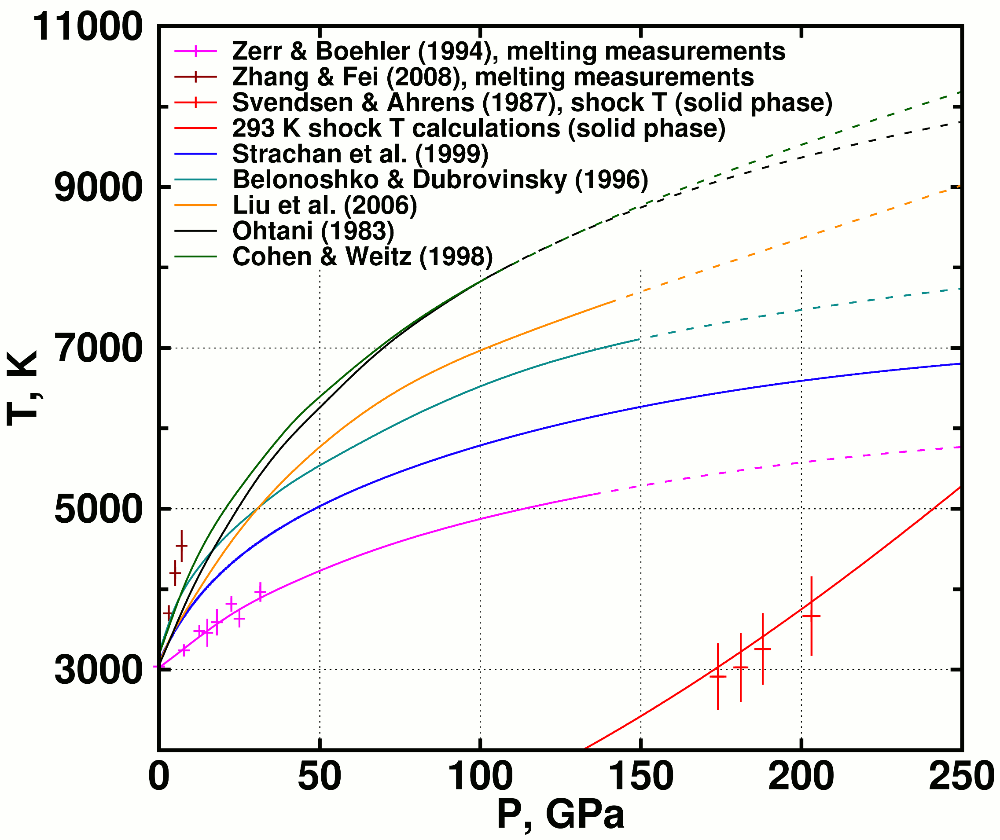 11000
Zerr & Boehler (1994), melting measurements
Zhang & Fei (2008), melting measurements
Svendsen & Ahrens (1987), shock T (solid phase)
293 K shock T calculations (solid phase)
Strachan et al. (1999)
Belonoshko & Dubrovinsky (1996)
Liu et al. (2006)
Ohtani (1983)
Cohen & Weitz (1998)
9000
7000
T, K
5000
3000
0 50 100 150 200 250
P, GPa